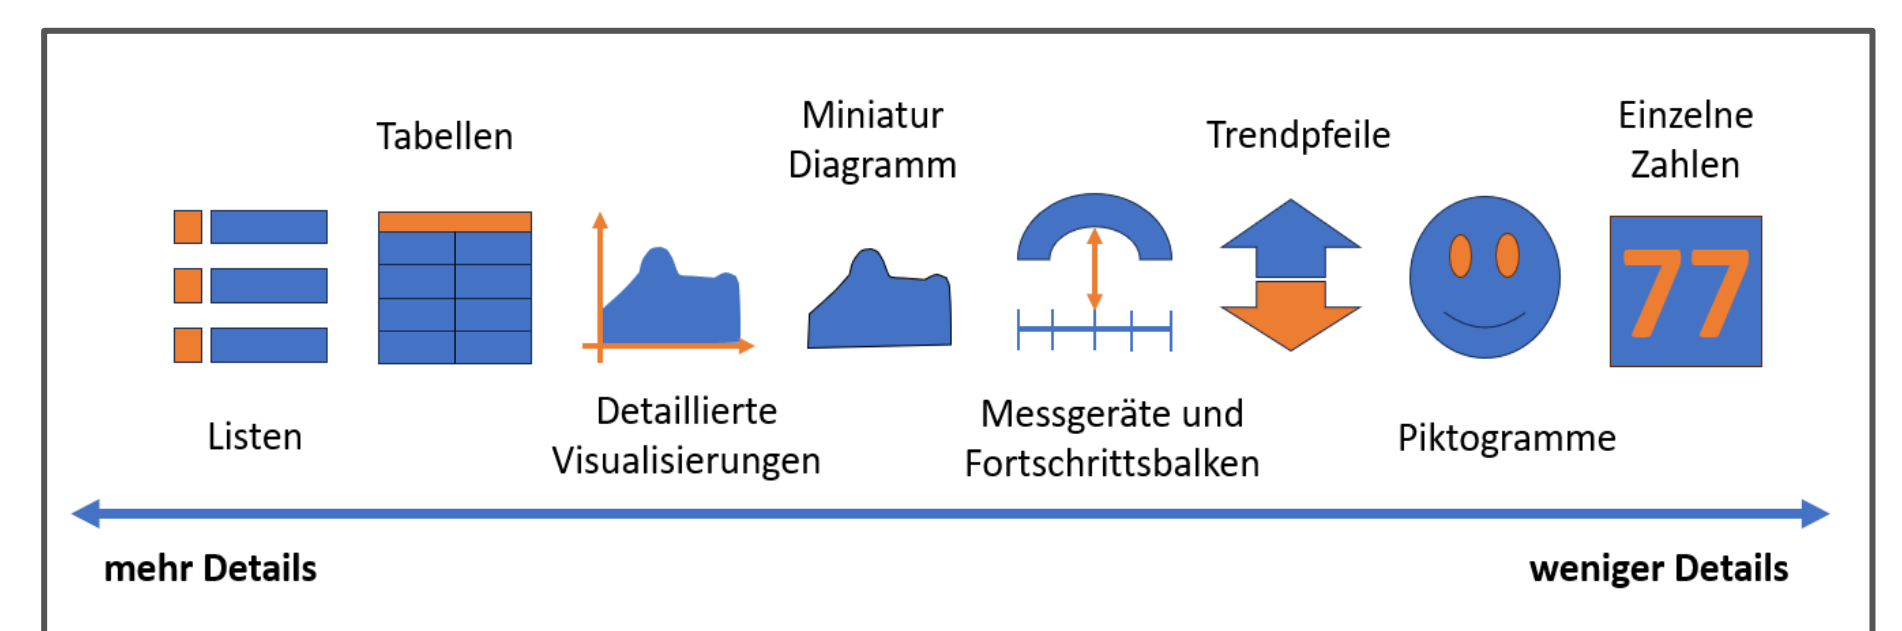 Tabellen
Miniatur
Diagramm
Trendpfeile
Einzelne
Zahlen
77
Listen
Detaillierte
Visualisierungen
Messgeräte und
Fortschrittsbalken
Piktogramme
mehr Details
weniger Details